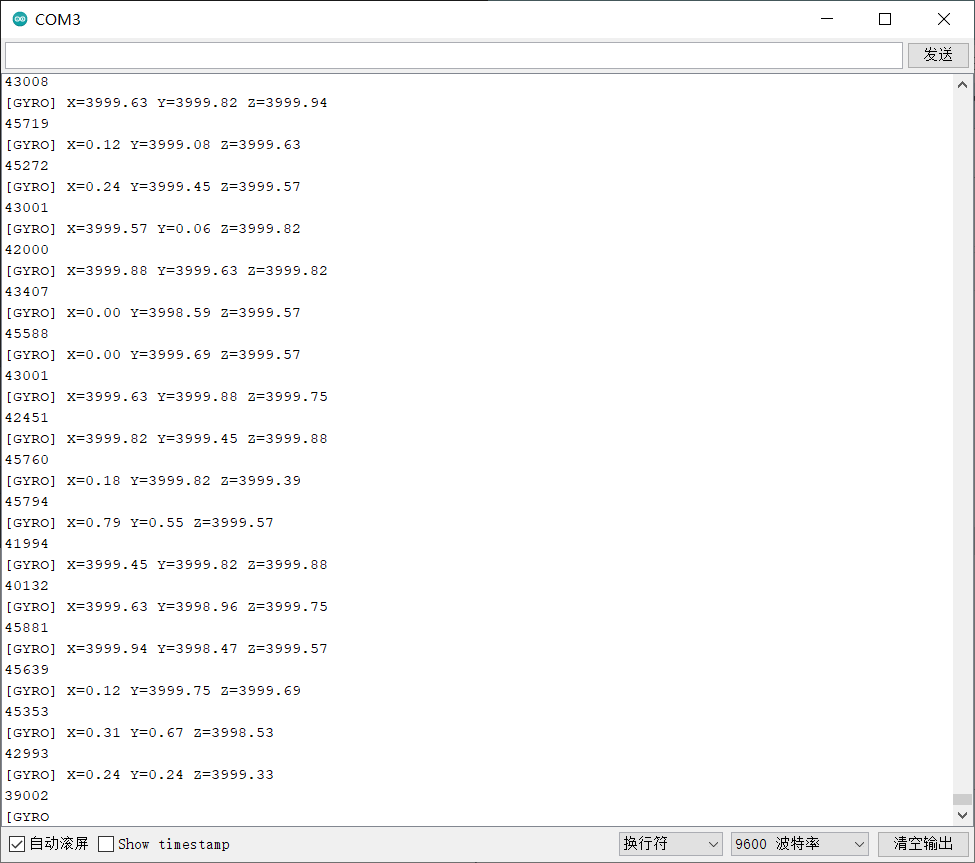 COM3
发送
43008
[GYRO] X=3999.63 Y=3999.82 Z=3999.94
45719
[GYRO] X=0.12 Y=3999.08 Z=3999.63
45272
[GYRO] X=0.24 Y=3999.45 Z=3999.57
43001
[GYRO] X=3999.57 Y=0.06 Z=3999.82
42000
[GYRO] X=3999.88 Y=3999.63 Z=3999.82
43407
[GYRO] X=0.00 Y=3998.59 Z=3999.57
45588
[GYRO] X=0.00 Y=3999.69 Z=3999.57
43001
[GYRO] X=3999.63 Y=3999.88 Z=3999.75
42451
[GYRO] X=3999.82 Y=3999.45 Z=3999.88
45760
[GYRO] X=0.18 Y=3999.82 Z=3999.39
45794
[GYRO] X=0.79 Y=0.55 Z=3999.57
41994
[GYRO] X=3999.45 Y=3999.82 Z=3999.88
40132
[GYRO] X=3999.63 Y=3998.96 Z=3999.75
45881
[GYRO] X=3999.94 Y=3998.47 Z=3999.57
45639
[GYRO] X=0.12 Y=3999.75 Z=3999.69
45353
[GYRO] X=0.31 Y=0.67 Z=3998.53
42993
[GYRO] X=0.24 Y=0.24 Z=3999.33
39002
[GYRO
自动滚屏 Show timestamp 换行符 9600 波特率 清空输出